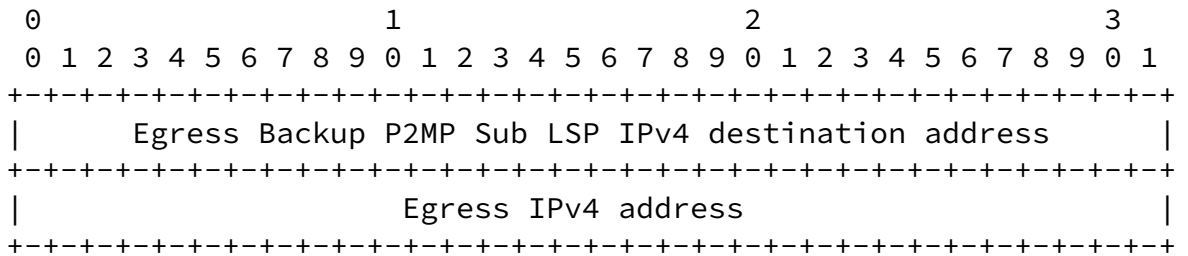 0                   1                   2                   3
 0 1 2 3 4 5 6 7 8 9 0 1 2 3 4 5 6 7 8 9 0 1 2 3 4 5 6 7 8 9 0 1
+-+-+-+-+-+-+-+-+-+-+-+-+-+-+-+-+-+-+-+-+-+-+-+-+-+-+-+-+-+-+-+-+
|      Egress Backup P2MP Sub LSP IPv4 destination address      |
+-+-+-+-+-+-+-+-+-+-+-+-+-+-+-+-+-+-+-+-+-+-+-+-+-+-+-+-+-+-+-+-+
|                     Egress IPv4 address                       |
+-+-+-+-+-+-+-+-+-+-+-+-+-+-+-+-+-+-+-+-+-+-+-+-+-+-+-+-+-+-+-+-+